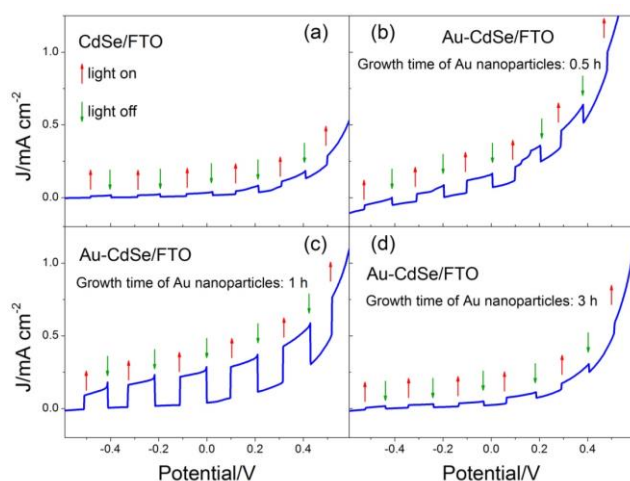 (a)
CdSe/FTO
light on
light off
(b)
Au-CdSe/FTO
Growth time of Au nanoparticles: 0.5 h
J/mA cm-2
1.0
0.5
0.0
(c)
Au-CdSe/FTO
Growth time of Au nanoparticles: 1 h
(d)
Au-CdSe/FTO
Growth time of Au nanoparticles: 3 h
J/mA cm-2
1.0
0.5
0.0
-0.4 -0.2 0.0 0.2 0.4
-0.4 -0.2 0.0 0.2 0.4
Potential/V
Potential/V